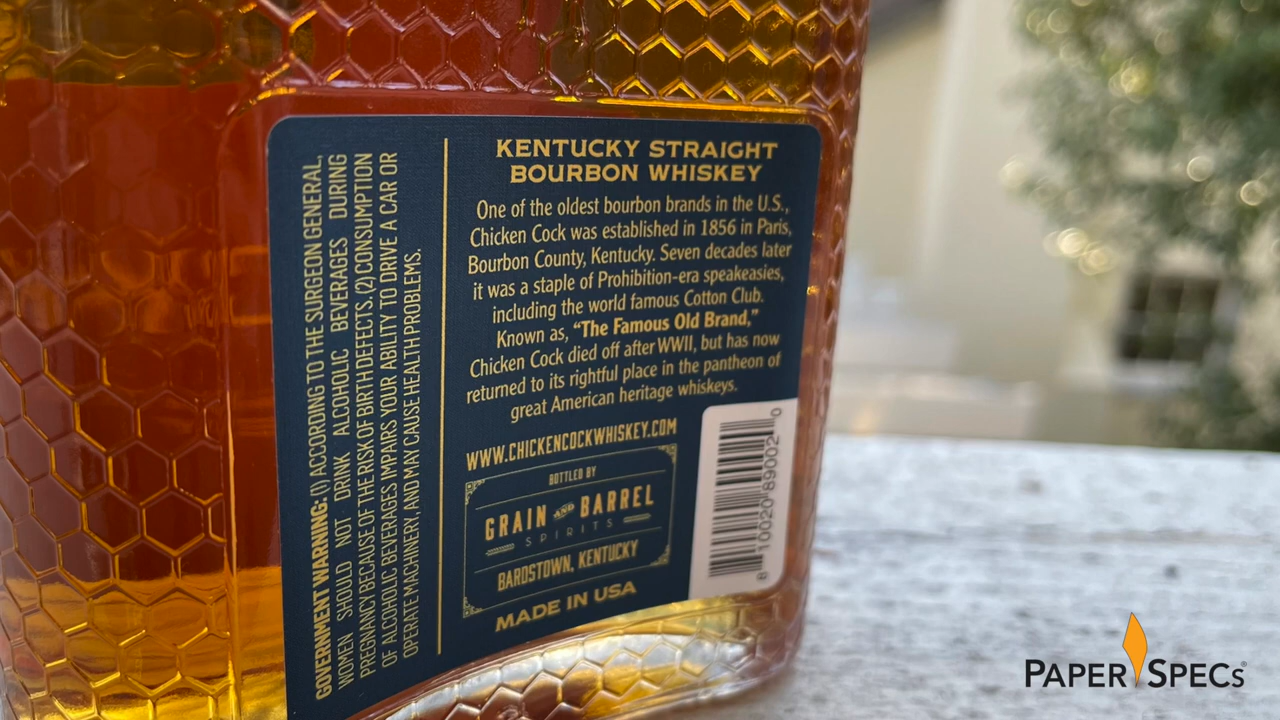 GOVERNMENT WARNING: (1) ACCORDING TO THE SURGEON GENERAL,
WOMEN SHOULD NOT DRINK ALCOHOLIC BEVERAGES DURING
PREGNANCY BECAUSE OF THE RISK OF BIRTH DEFECTS. (2) CONSUMPTION
OF ALCOHOLIC BEVERAGES IMPAIRS YOUR ABILITY TO DRIVE A CAR OR
OPERATE MACHINERY, AND MAY CAUSE HEALTH PROBLEMS.
KENTUCKY STRAIGHT
BOURBON WHISKEY
One of the oldest bourbon brands in the U.S.,
Chicken Cock was established in 1856 in Paris,
Bourbon County, Kentucky. Seven decades later
it was a staple of Prohibition-era speakeasies,
including the world famous Cotton Club.
Known as, “The Famous Old Brand,”
Chicken Cock died off after WWII, but has now
returned to its rightful place in the pantheon of
great American heritage whiskeys.
WWW.CHICKENCOCKWHISKEY.COM
BOTTLED BY
GRAIN AND BARREL
SPIRITS
BARDSTOWN, KENTUCKY
MADE IN USA
8 10020 89002 0
PAPER SPECS®